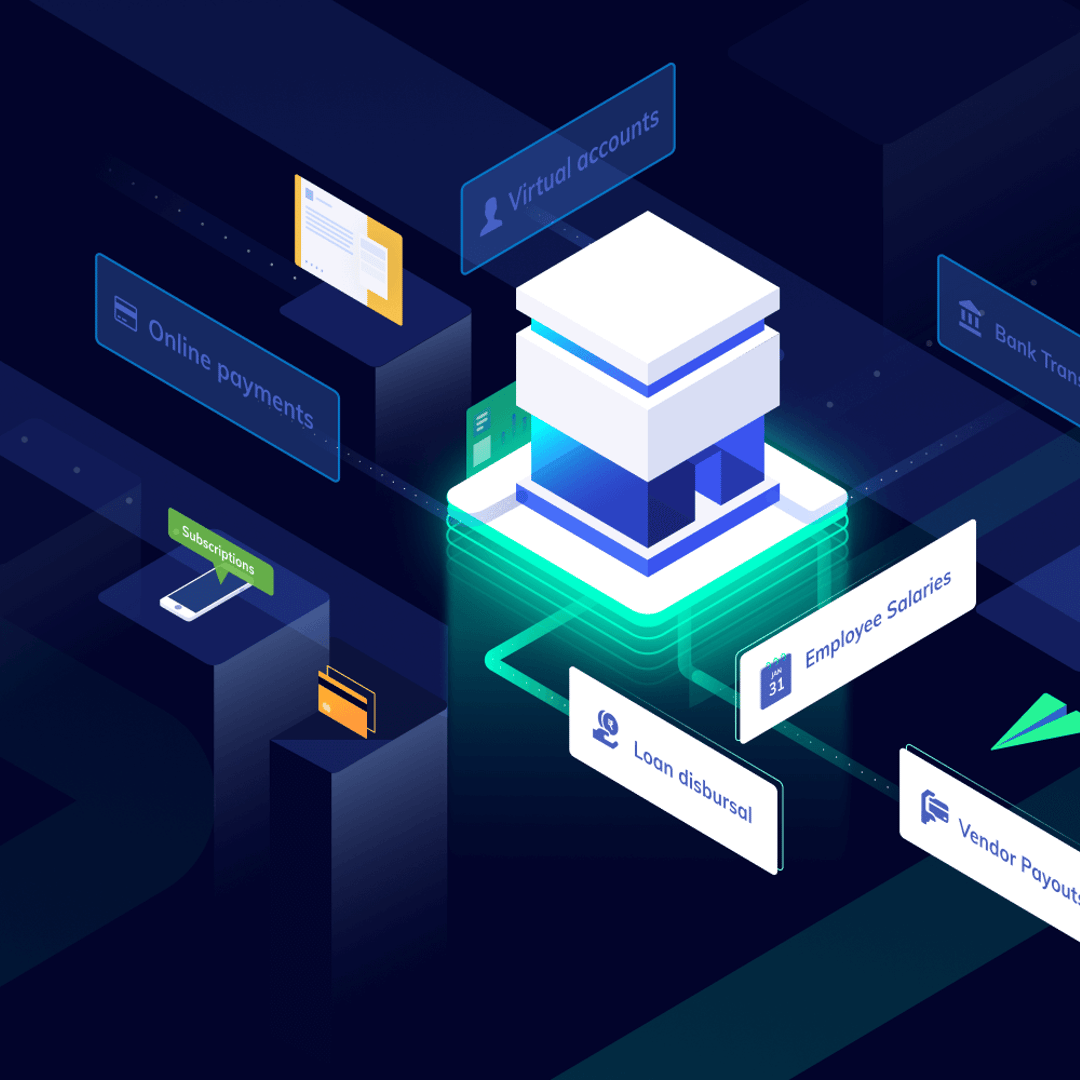 Virtual accounts
Online payments
Bank Trans
Subscriptions
Employee Salaries
JAN
31
Loan disbursal
₹
Vendor Payouts